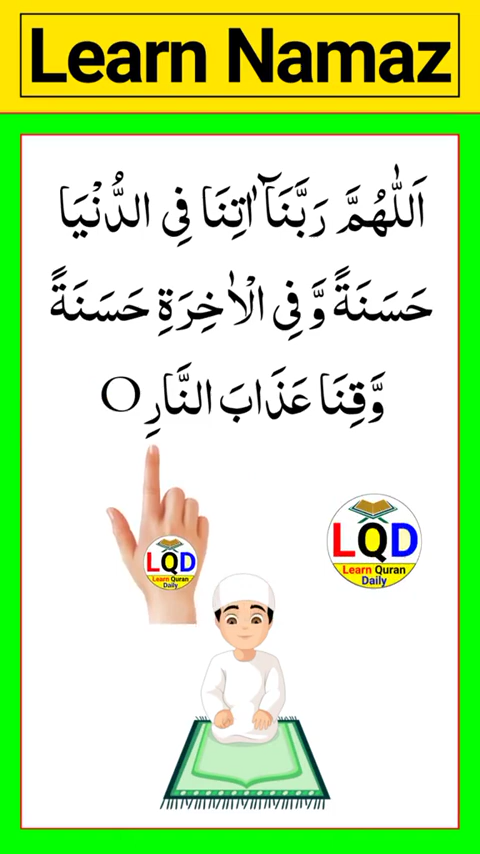 Learn Namaz
اَللّٰهُمَّ رَبَّنَاۤ اٰتِنَا فِی الدُّنْیَا
حَسَنَةً وَّ فِی الْاٰخِرَةِ حَسَنَةً
وَّقِنَا عَذَابَ النَّارِ ○
LQD
Learn Quran
Daily
LQD
Learn Quran
Daily